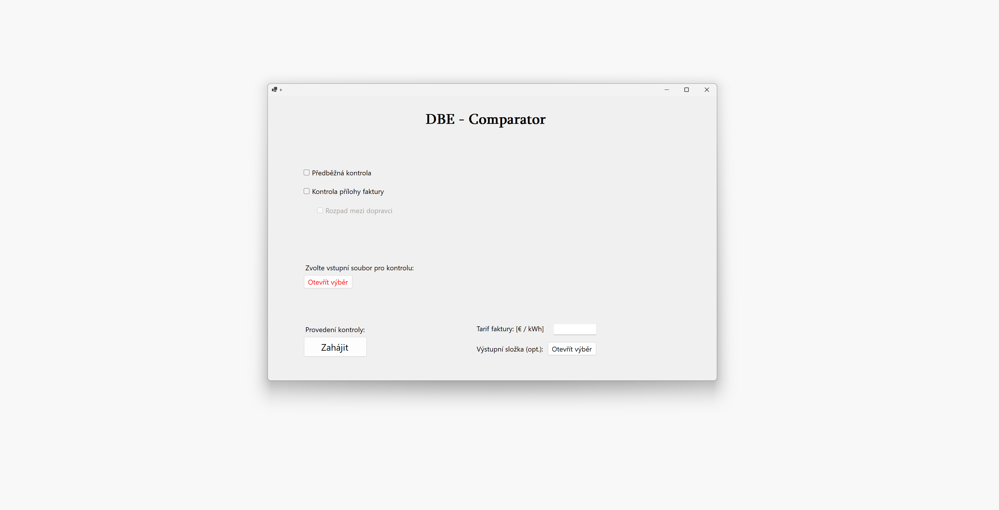 +
DBE - Comparator
Předběžná kontrola
Kontrola přílohy faktury
Rozpad mezi dopravci
Zvolte vstupní soubor pro kontrolu:
Otevřít výběr
Provedení kontroly:
Zahájit
Tarif faktury: [€ / kWh]
Výstupní složka (opt.): Otevřít výběr